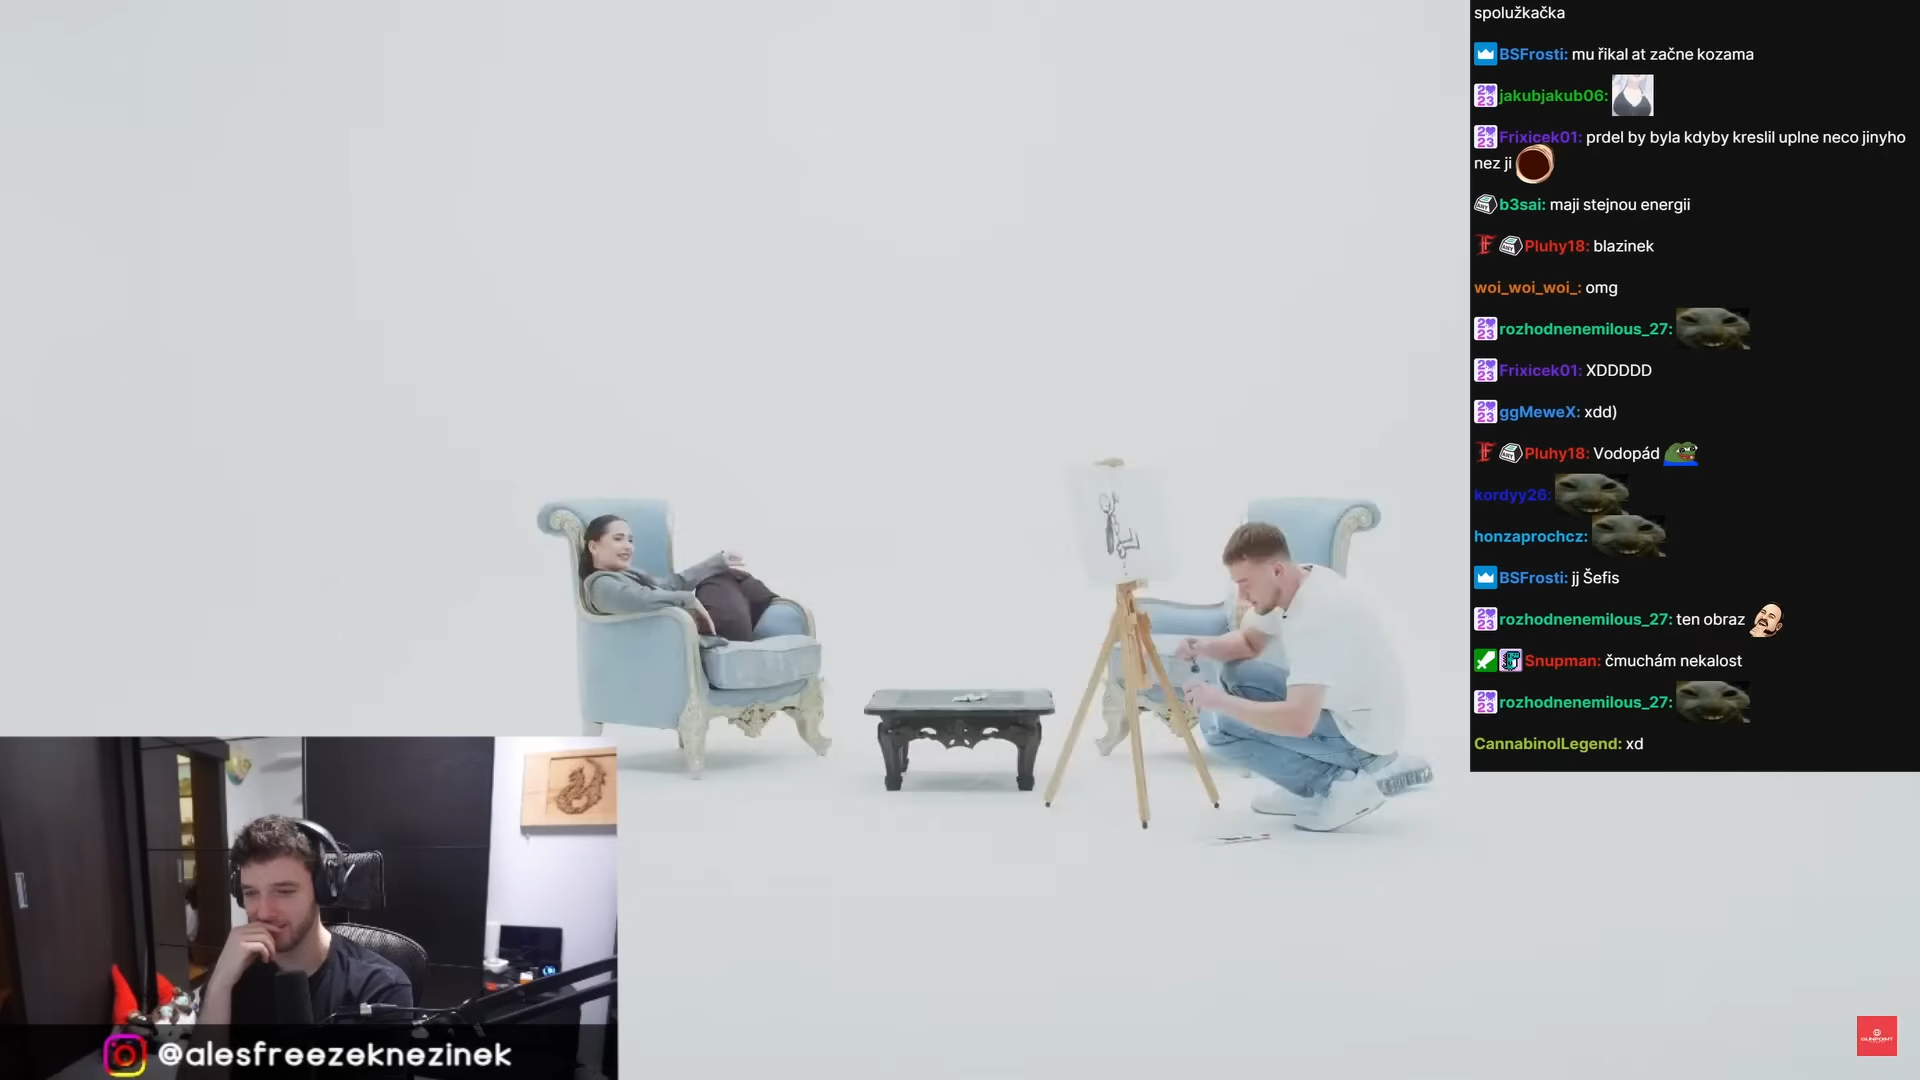 spolužkačka
BSFrosti: mu řikal at začne kozama
jakubjakub06:
Frixicek01: prdel by byla kdyby kreslil uplne neco jinyho
nez ji
b3sai: maji stejnou energii
Pluhy18: blazinek
woi_woi_woi_: omg
rozhodnenemilous_27:
Frixicek01: XDDDDD
ggMeweX: xdd)
Pluhy18: Vodopád
kordyy26:
honzaprochcz:
BSFrosti: jj Šefis
rozhodnenemilous_27: ten obraz
Snupman: čmuchám nekalost
rozhodnenemilous_27:
CannabinolLegend: xd
@alesfreezeknezinek
GUNPOINT